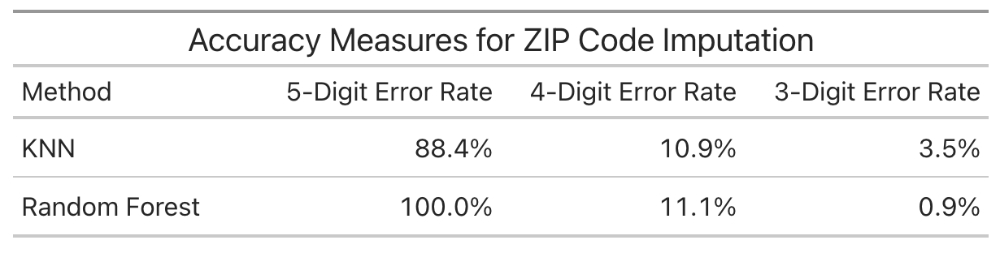 Accuracy Measures for ZIP Code Imputation
Method 5-Digit Error Rate 4-Digit Error Rate 3-Digit Error Rate
KNN 88.4% 10.9% 3.5%
Random Forest 100.0% 11.1% 0.9%